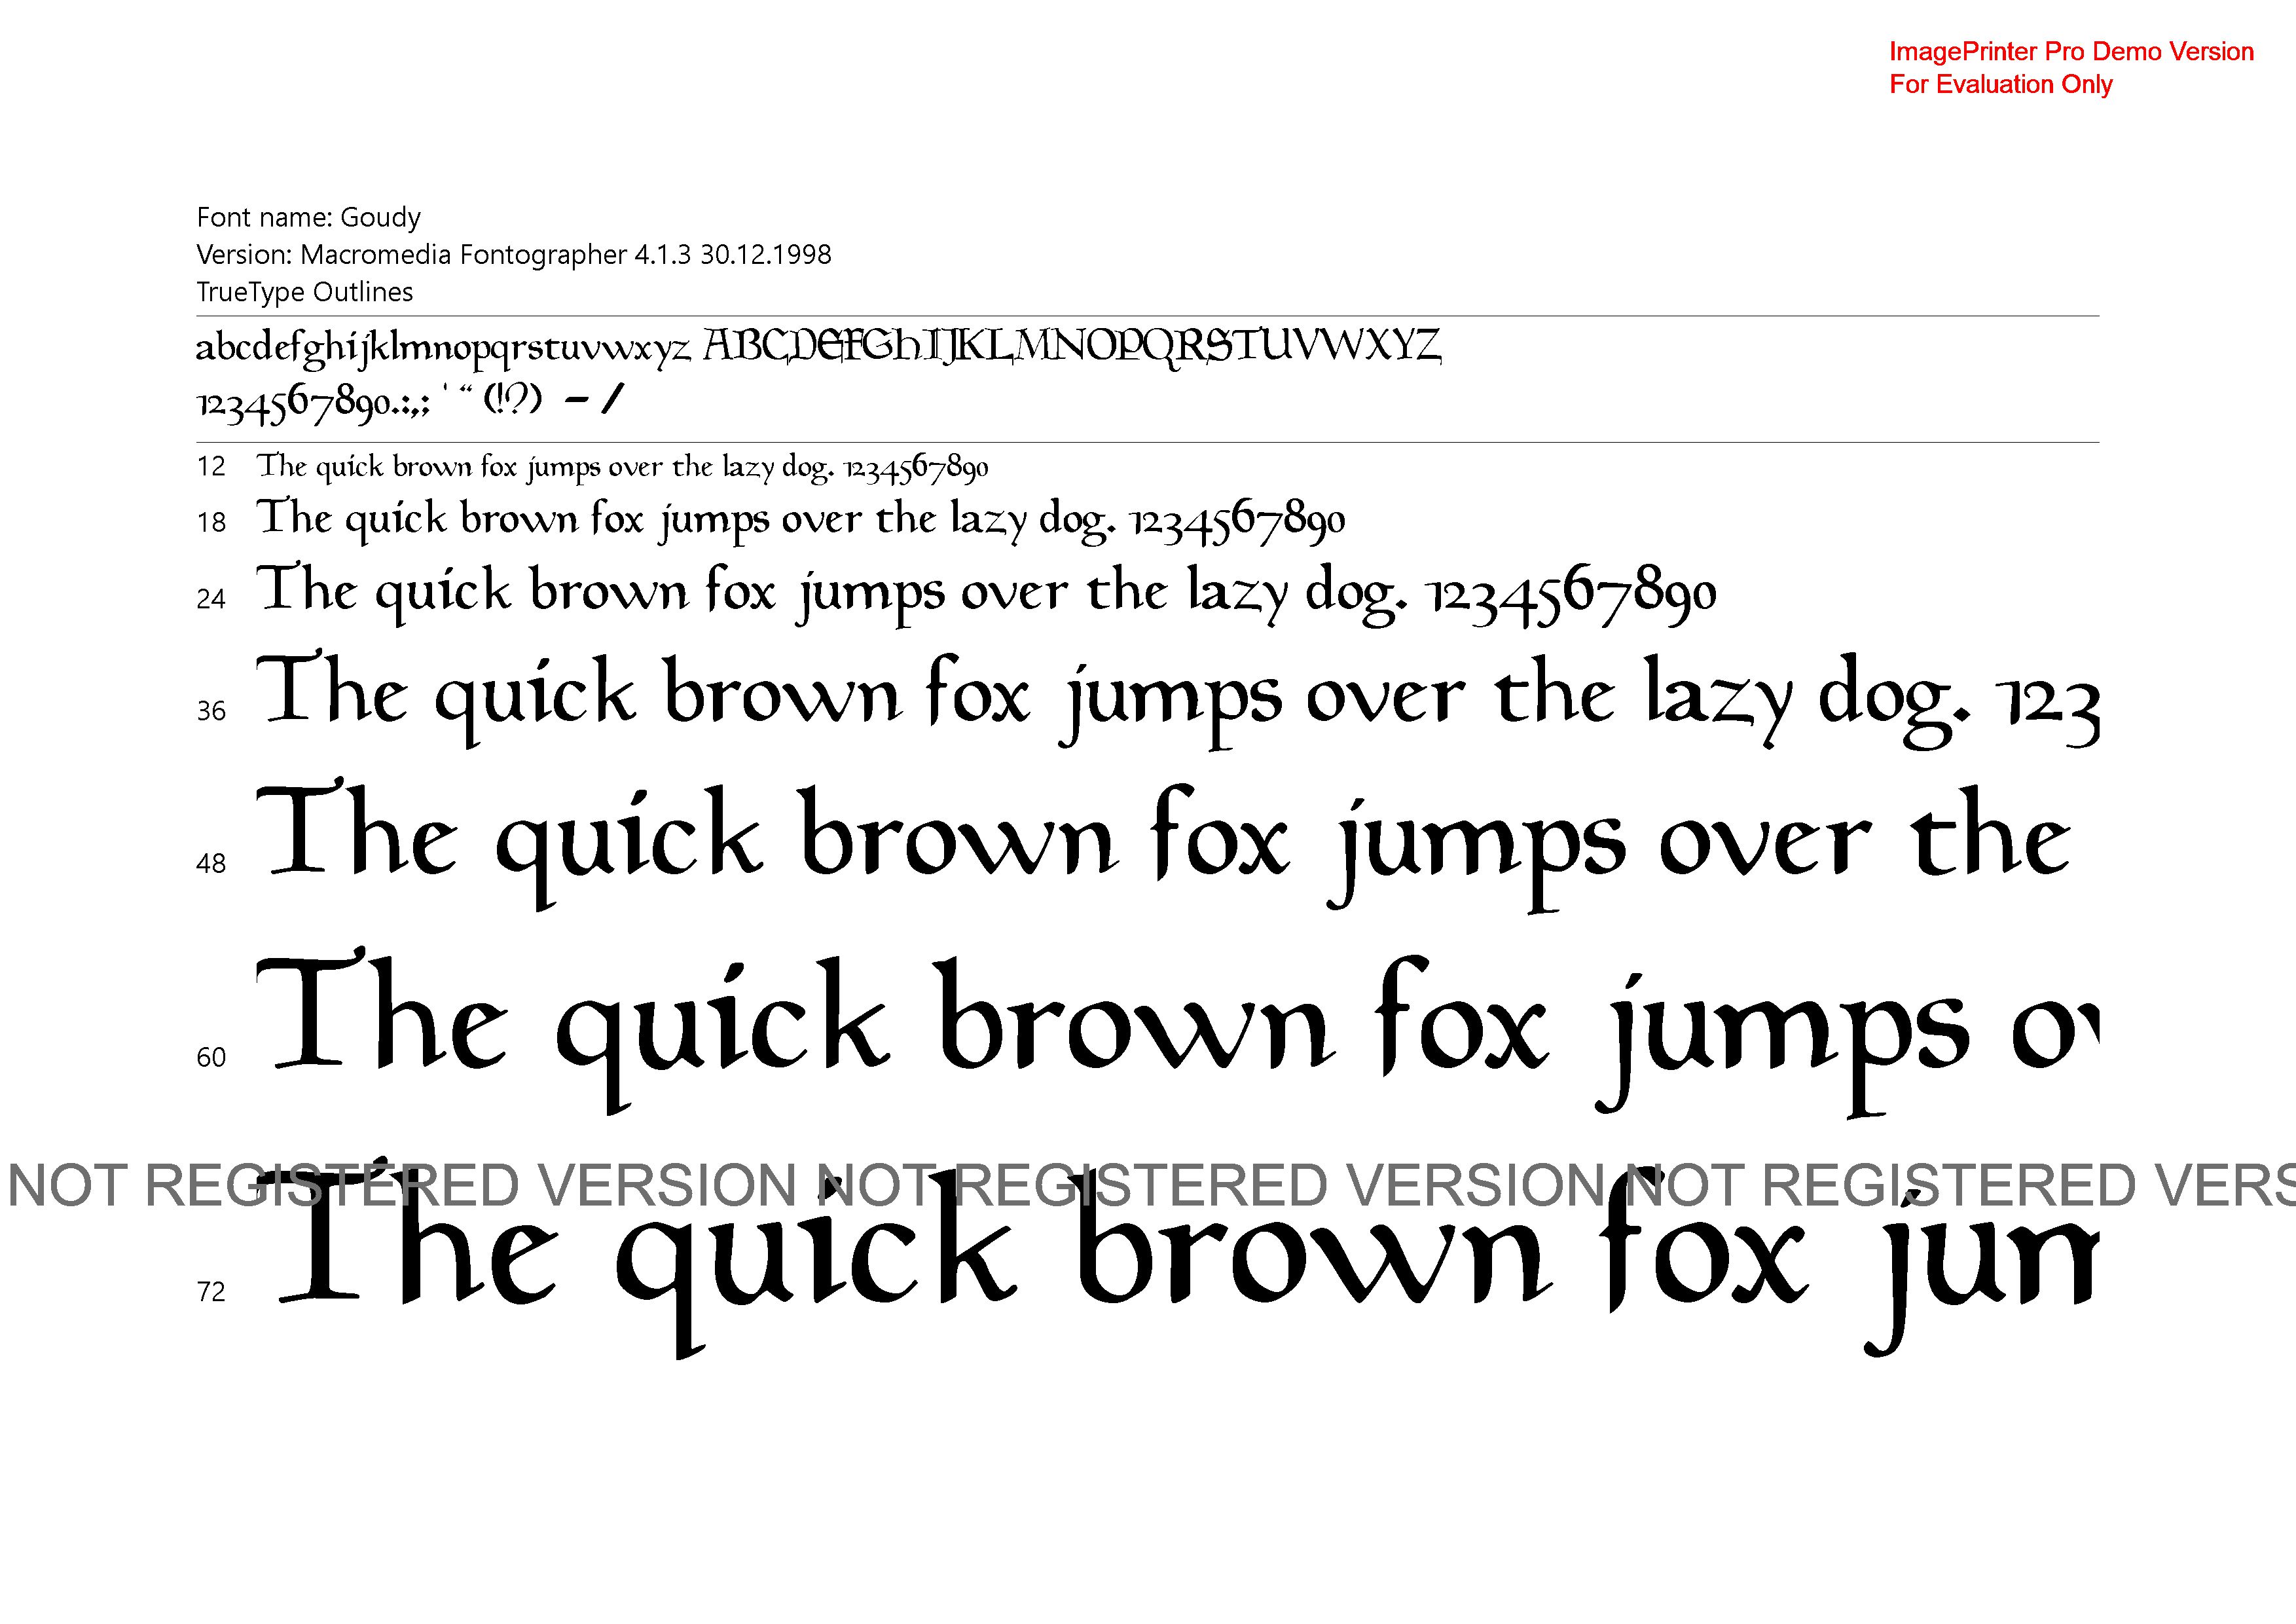 ImagePrinter Pro Demo Version
For Evaluation Only
Font name: Goudy
Version: Macromedia Fontographer 4.1.3 30.12.1998
TrueType Outlines
abcdefghijklmnopqrstuvwxyz ABCDEFGhIJKLMNOPQRSTUVWXYZ
1234567890.:,; ‘ “ (!?) – /
12 The quick brown fox jumps over the lazy dog. 1234567890
18 The quick brown fox jumps over the lazy dog. 1234567890
24 The quick brown fox jumps over the lazy dog. 1234567890
36 The quick brown fox jumps over the lazy dog. 123
48 The quick brown fox jumps over the
60 The quick brown fox jumps ov
NOT REGISTERED VERSION NOT REGISTERED VERSION NOT REGISTERED VERS
72 The quick brown fox jum